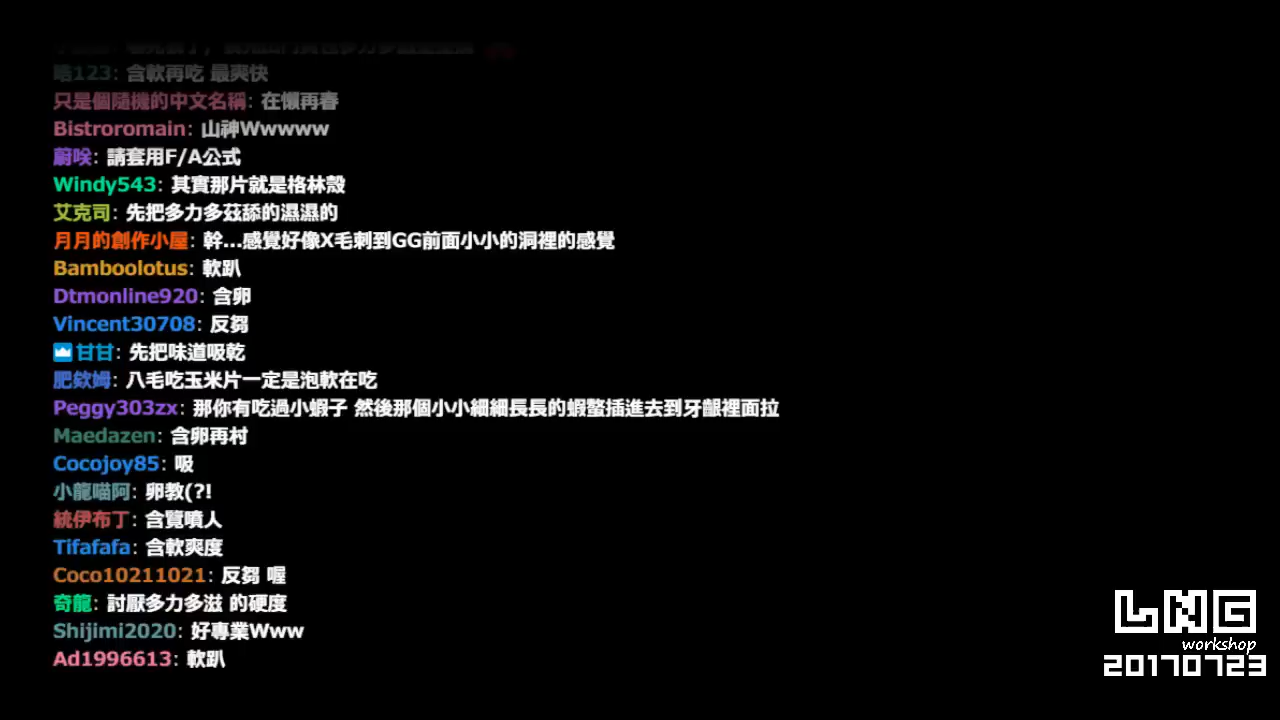 皓123: 含軟再吃 最爽快
只是個隨機的中文名稱: 在懶再春
Bistroromain: 山神Wwwww
蔚唉: 請套用F/A公式
Windy543: 其實那片就是格林殼
艾克司: 先把多力多茲舔的濕濕的
月月的創作小屋: 幹...感覺好像X毛刺到GG前面小小的洞裡的感覺
Bamboolotus: 軟趴
Dtmonline920: 含卵
Vincent30708: 反芻
甘甘: 先把味道吸乾
肥欸姆: 八毛吃玉米片一定是泡軟在吃
Peggy303zx: 那你有吃過小蝦子 然後那個小小細細長長的蝦螯插進去到牙齦裡面拉
Maedazen: 含卵再村
Cocojoy85: 吸
小龍喵阿: 卵教(?!
統伊布丁: 含覽噴人
Tifafafa: 含軟爽度
Coco10211021: 反芻 喔
奇龍: 討厭多力多滋 的硬度
Shijimi2020: 好專業Www
Ad1996613: 軟趴
LNG
workshop
20170723